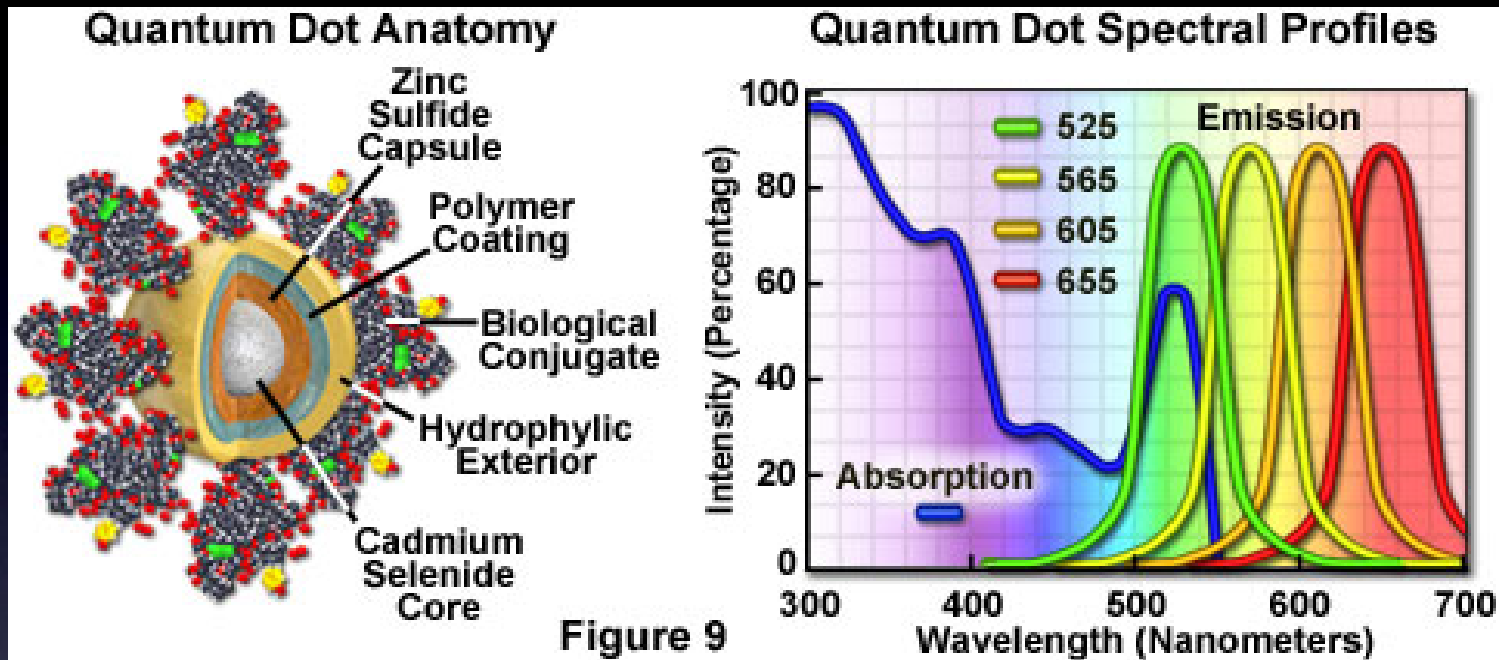 Quantum Dot Anatomy
Zinc
Sulfide
Capsule
Polymer
Coating
Biological
Conjugate
Hydrophylic
Exterior
Cadmium
Selenide
Core
Figure 9
Quantum Dot Spectral Profiles
Intensity (Percentage)
100
80
60
40
20
0
525
565
605
655
Emission
Absorption
300 400 500 600 700
Wavelength (Nanometers)